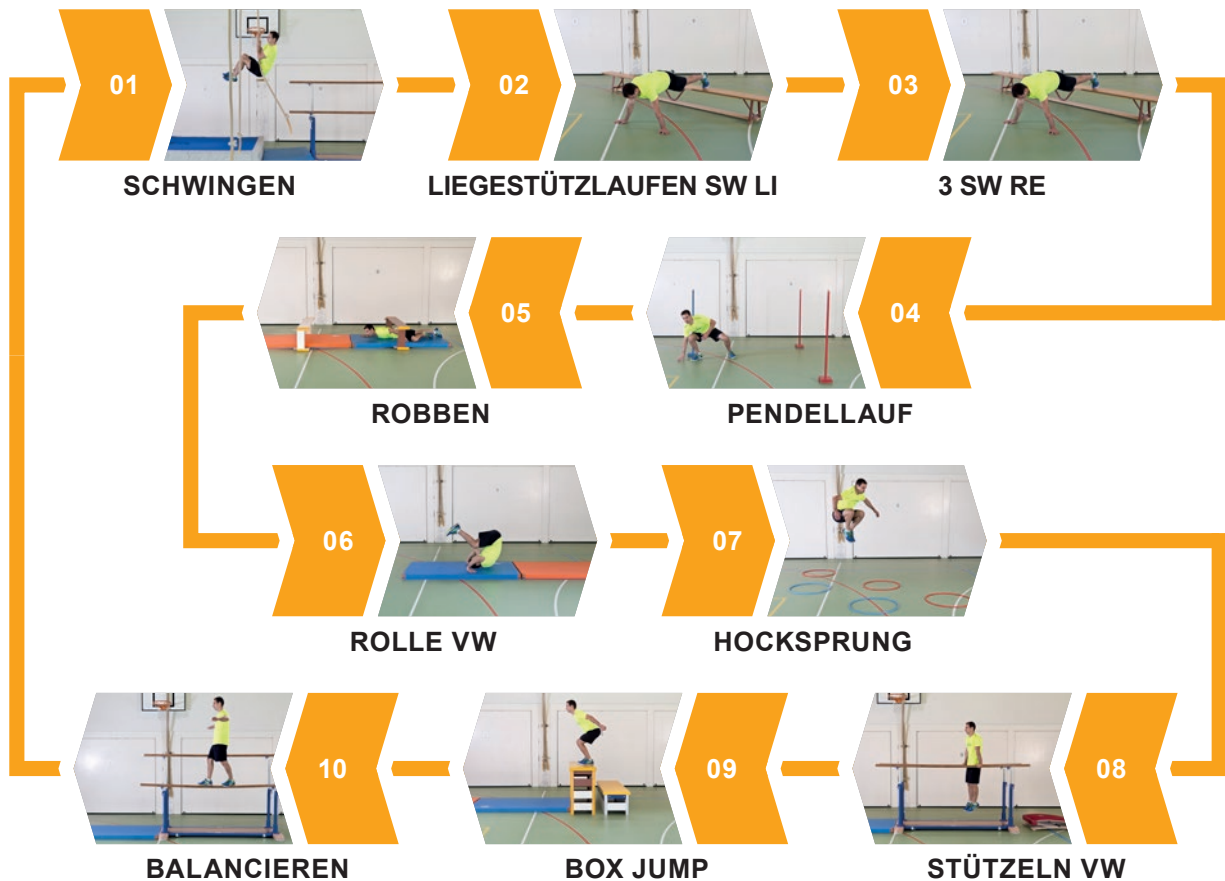 01
SCHWINGEN
02
LIEGESTÜTZLAUFEN SW LI
03
3 SW RE
04
PENDELLAUF
05
ROBBEN
06
ROLLE VW
07
HOCKSPRUNG
08
STÜTZELN VW
09
BOX JUMP
10
BALANCIEREN